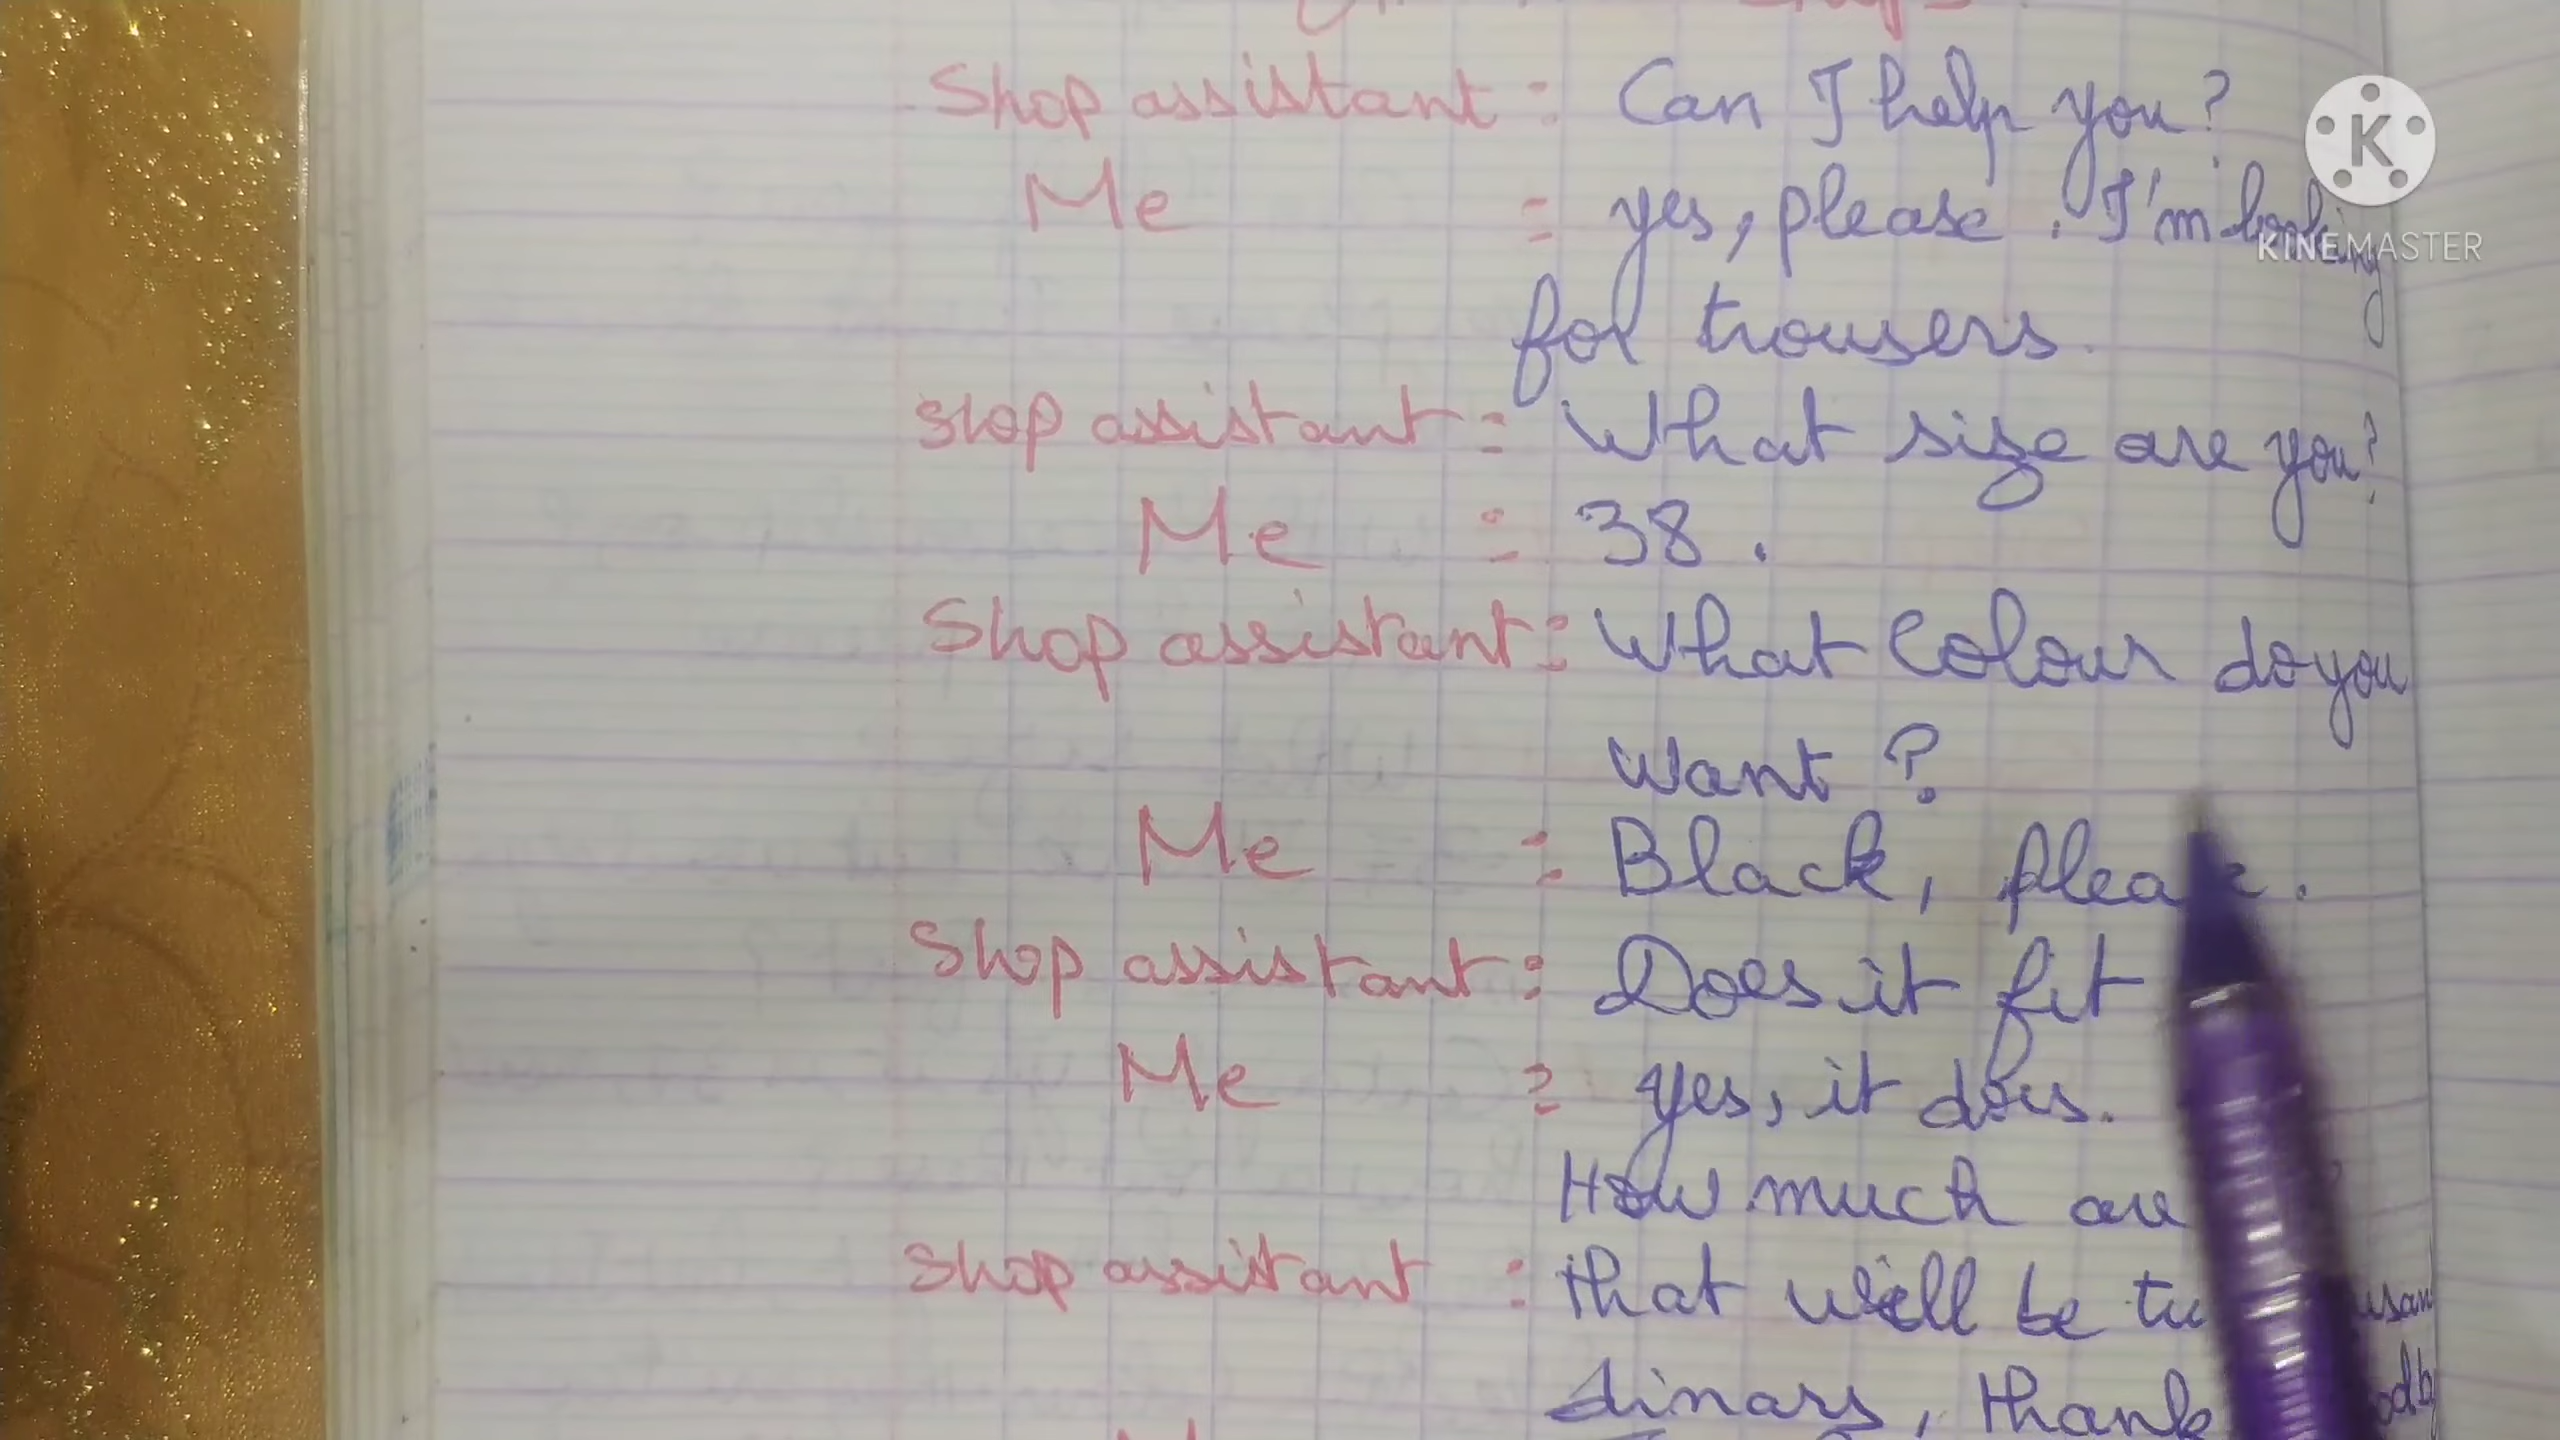 Shop assistant : Can I help you?
Me : yes, please. I'm looking
for trousers.
Shop assistant : What size are you?
Me : 38.
Shop assistant : What Colour do you
Want ?
Me : Black, please.
Shop assistant : Does it fit
Me : yes, it does.
How much are
Shop assistant : that will be
dinars, thank
K
KINEMASTER